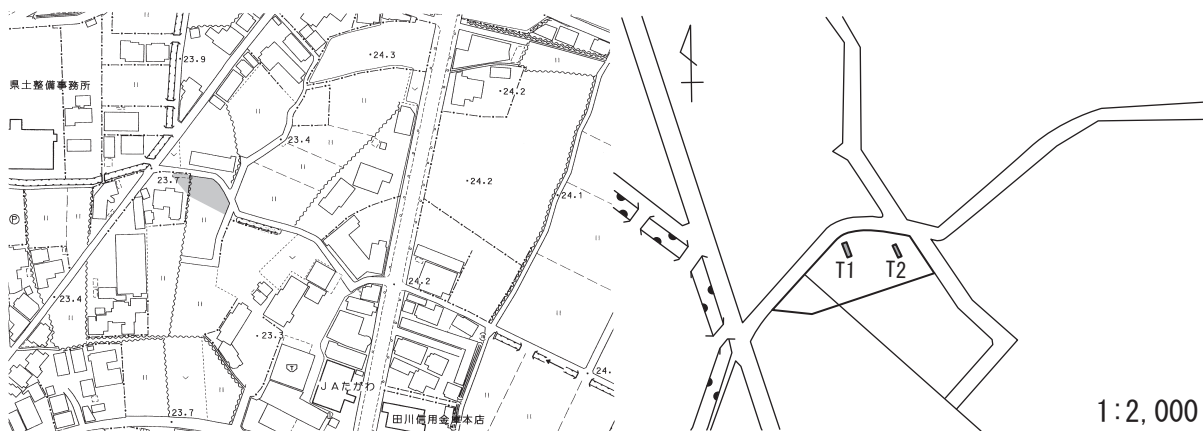 ・24.3
・23.9
県土整備事務所
・24.2
・23.4
・24.2
23.7
・24.1
Ⓟ
・24.2
・23.4
・23.3
24.
JAたがわ
23.7
田川信用金庫本店
T1
T2
1:2,000